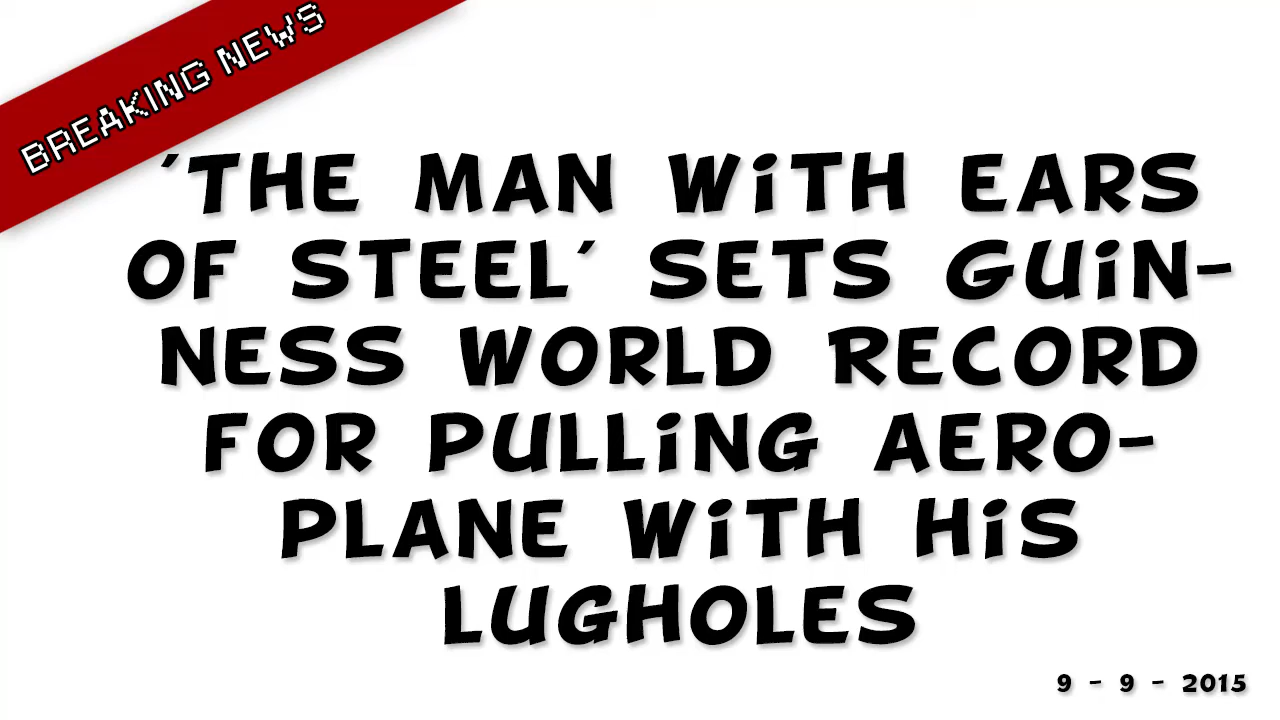 BREAKING NEWS
'THE MAN WiTH EARS
OF STEEL' SETS GUiN-
NESS WORLD RECORD
FOR PULLiNG AERO-
PLANE WiTH HiS
LUGHOLES
9 - 9 - 2015